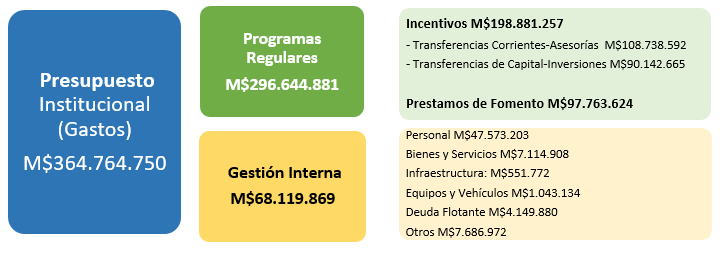 Presupuesto
Institucional
(Gastos)
M$364.764.750
Programas
Regulares
M$296.644.881
Gestión Interna
M$68.119.869
Incentivos M$198.881.257
- Transferencias Corrientes-Asesorías M$108.738.592
- Transferencias de Capital-Inversiones M$90.142.665
Prestamos de Fomento M$97.763.624
Personal M$47.573.203
Bienes y Servicios M$7.114.908
Infraestructura: M$551.772
Equipos y Vehículos M$1.043.134
Deuda Flotante M$4.149.880
Otros M$7.686.972